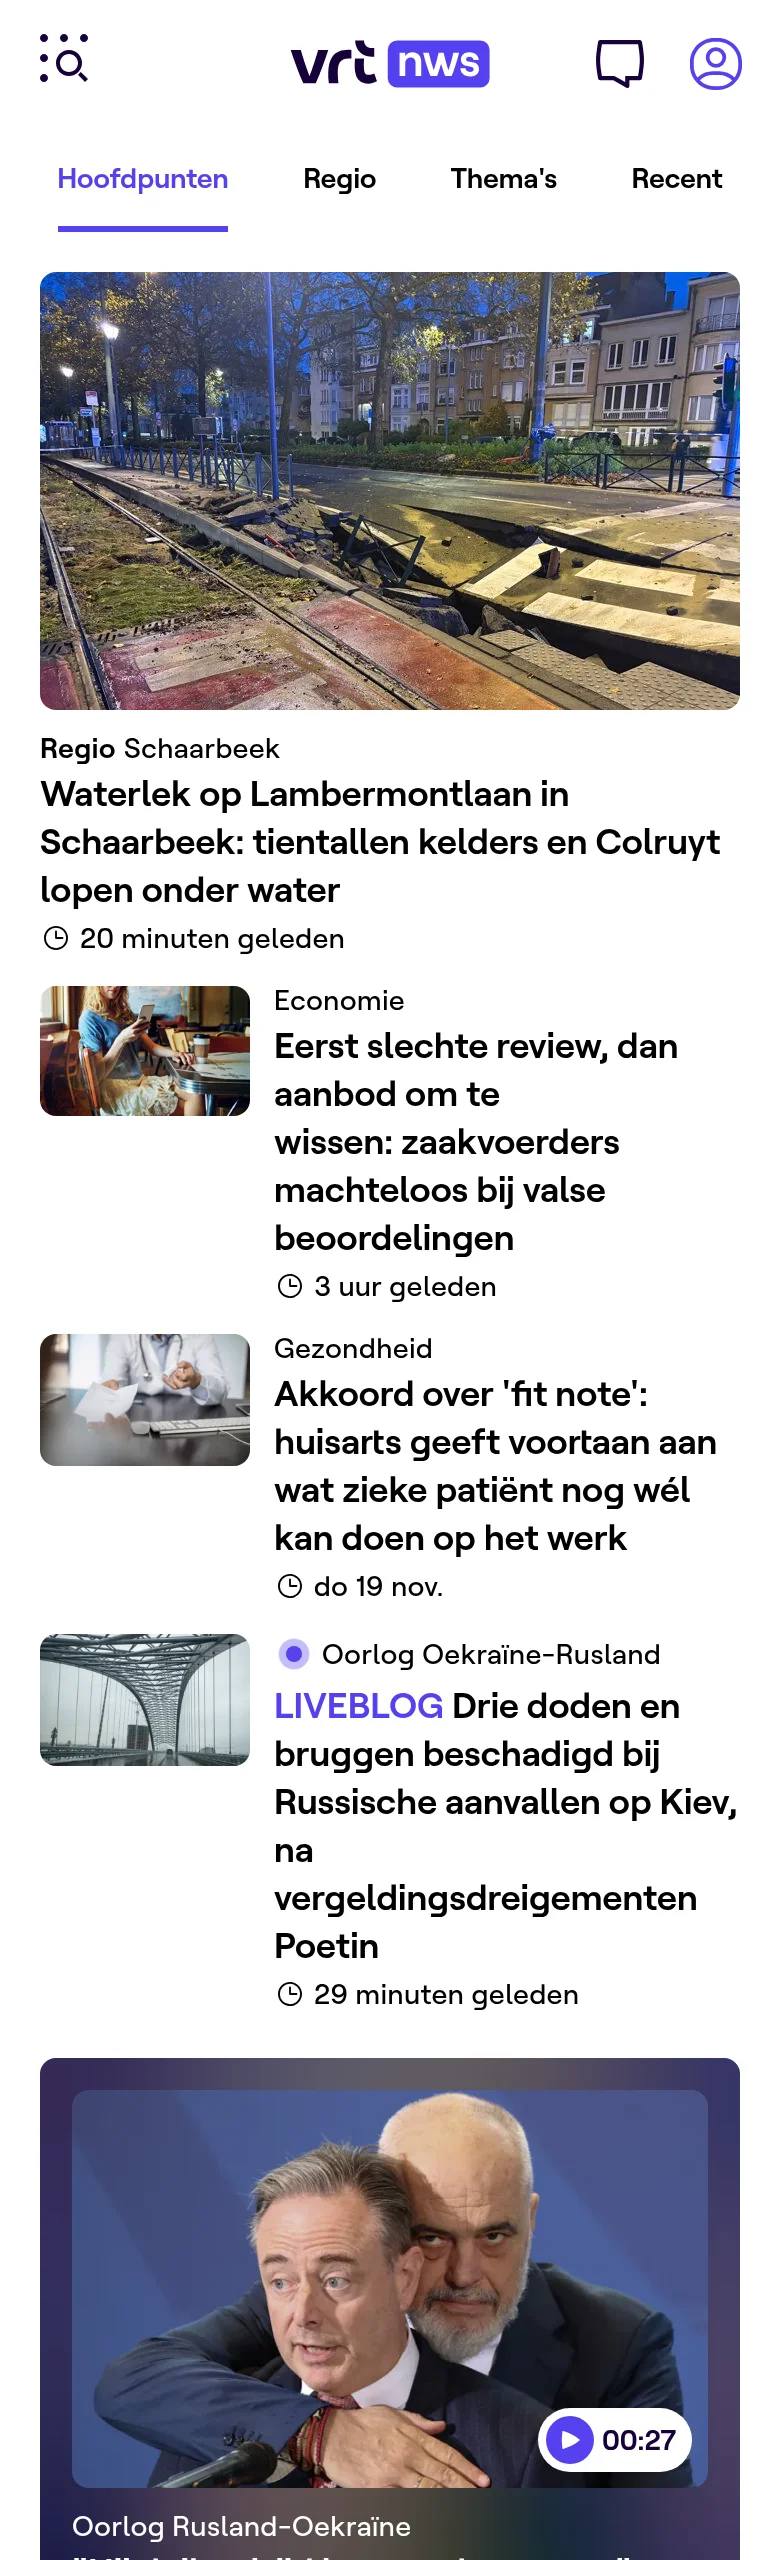 vrt nws
Hoofdpunten Regio Thema's Recent
Regio Schaarbeek
Waterlek op Lambermontlaan in
Schaarbeek: tientallen kelders en Colruyt
lopen onder water
20 minuten geleden
Economie
Eerst slechte review, dan
aanbod om te
wissen: zaakvoerders
machteloos bij valse
beoordelingen
3 uur geleden
Gezondheid
Akkoord over 'fit note':
huisarts geeft voortaan aan
wat zieke patiënt nog wél
kan doen op het werk
do 19 nov.
Oorlog Oekraïne-Rusland
LIVEBLOG Drie doden en
bruggen beschadigd bij
Russische aanvallen op Kiev,
na
vergeldingsdreigementen
Poetin
29 minuten geleden
00:27
Oorlog Rusland-Oekraïne